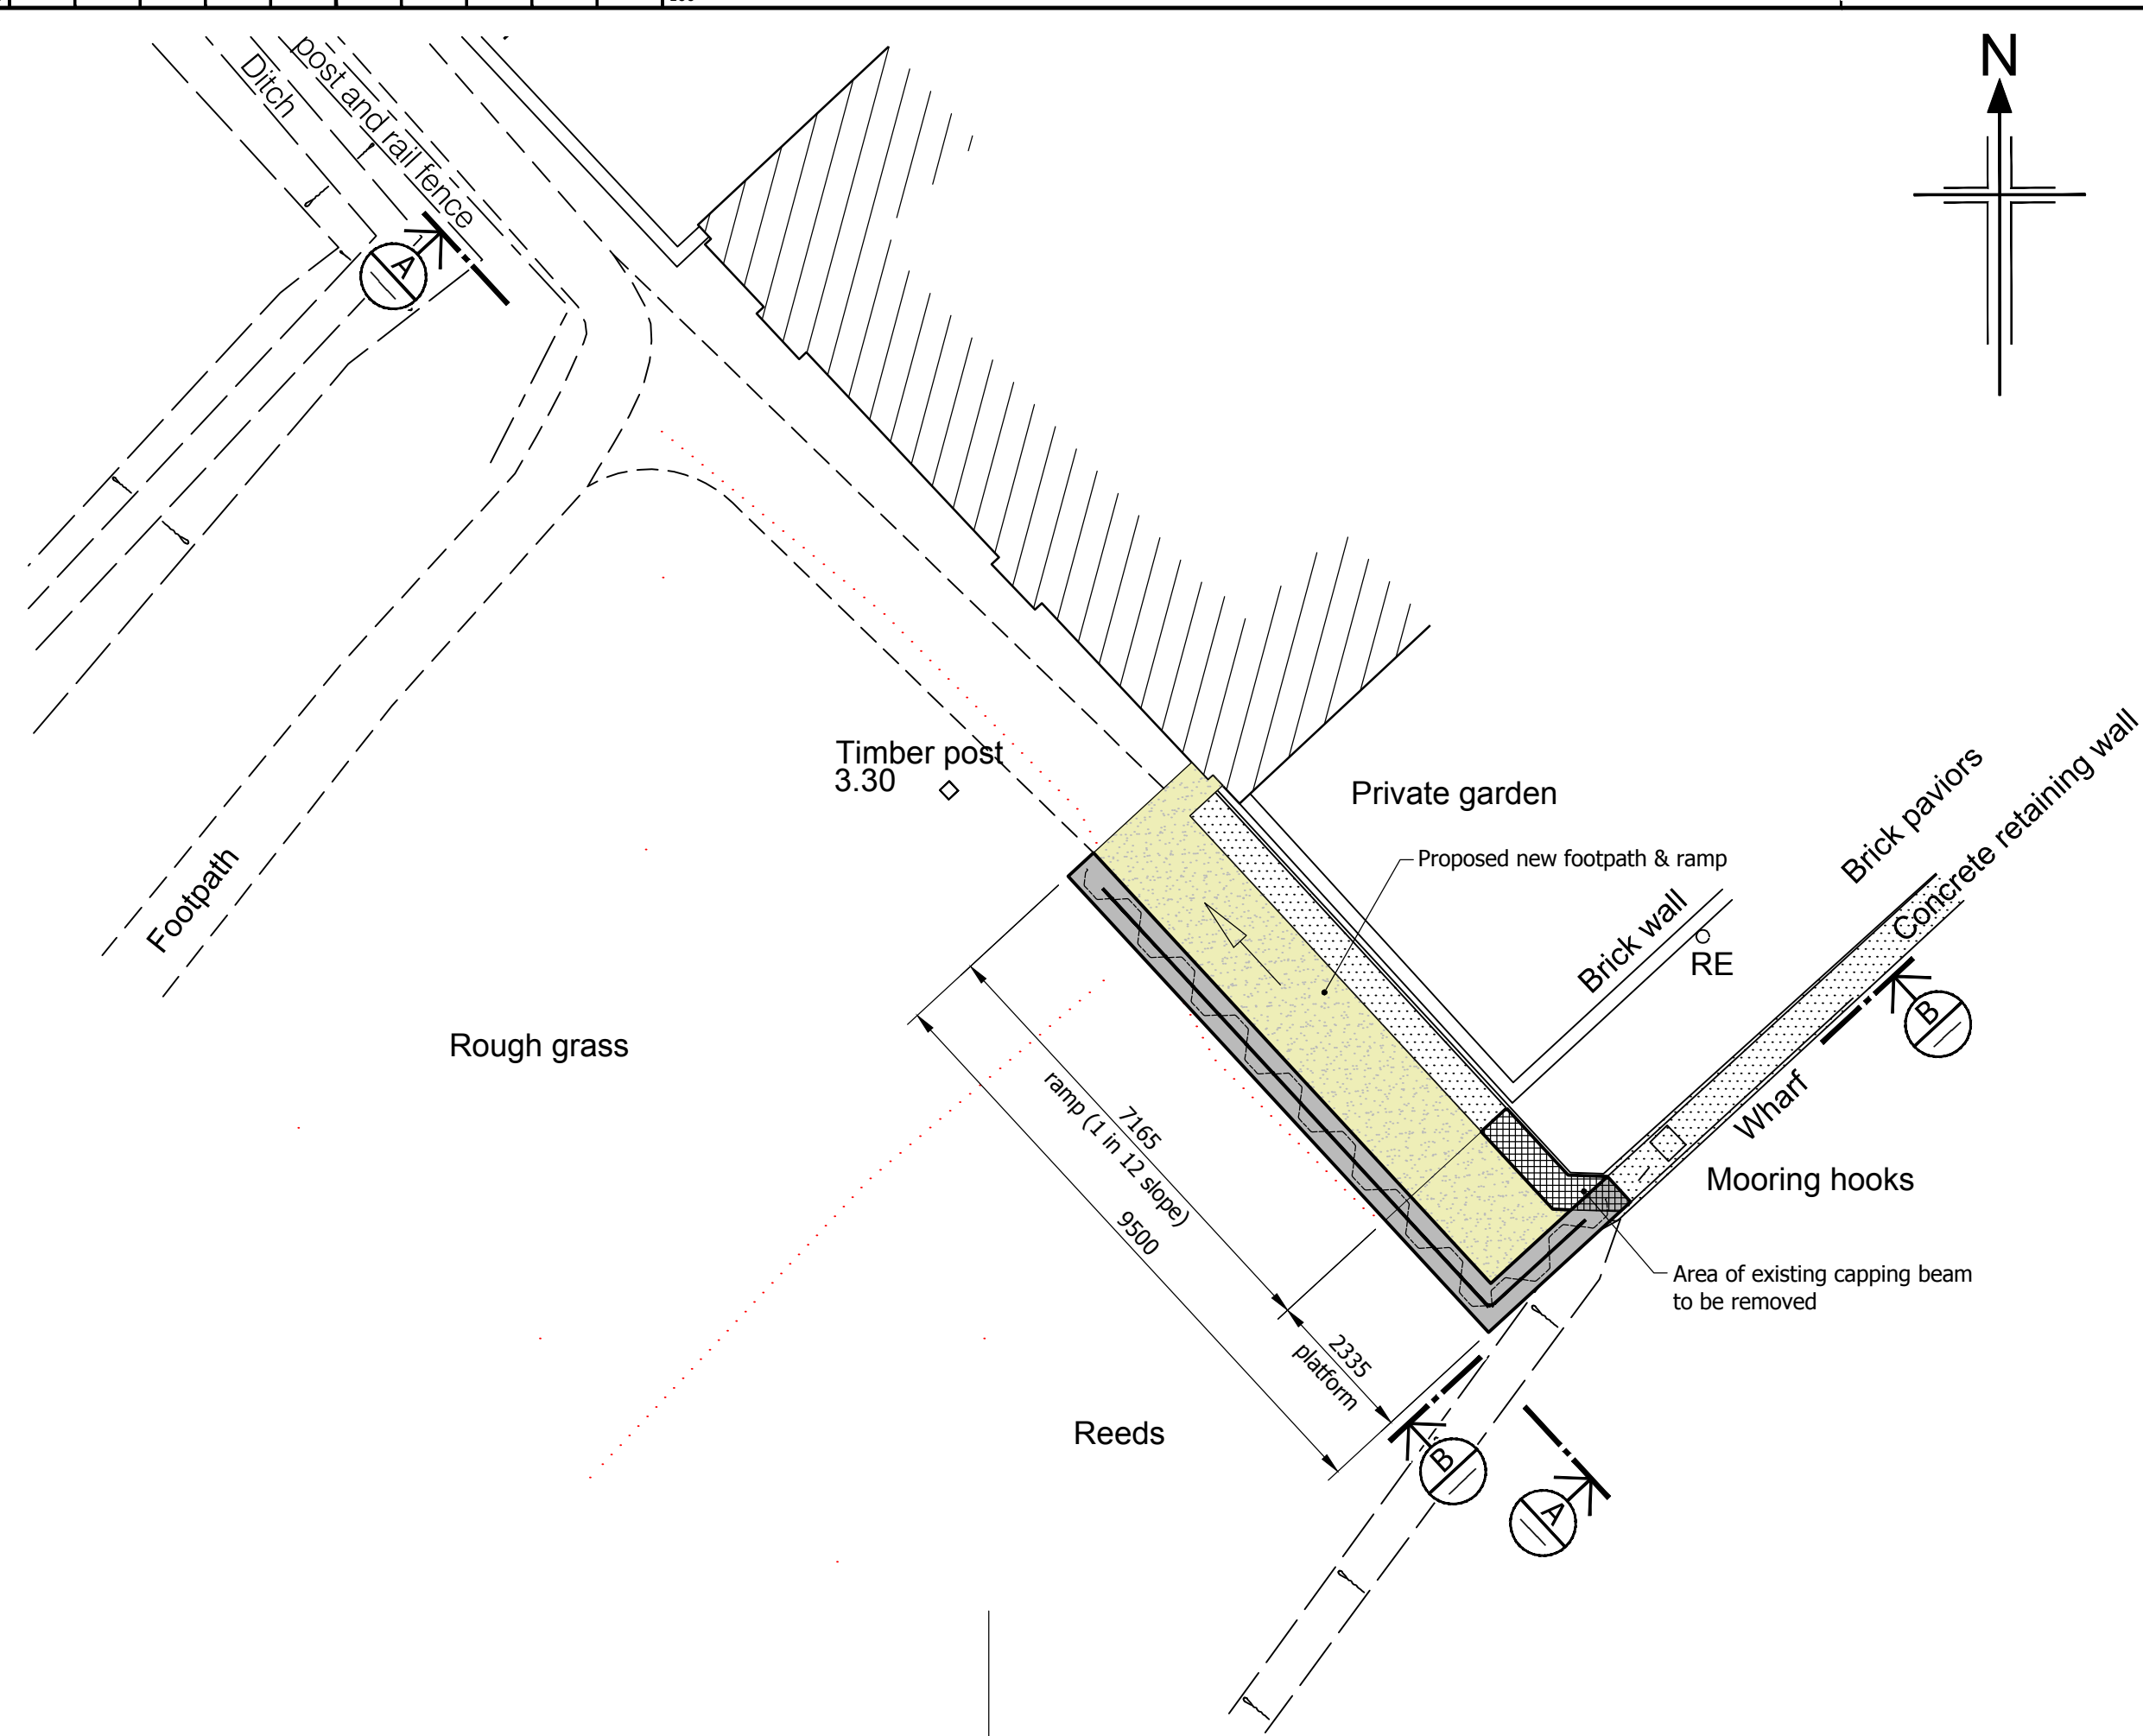 N
Ditch
post and rail fence
A
Timber post
3.30
Private garden
Brick paviors
Concrete retaining wall
Proposed new footpath & ramp
Footpath
Brick wall
RE
B
Rough grass
Wharf
7165
ramp (1 in 12 slope)
Mooring hooks
9500
Area of existing capping beam
to be removed
2335
platform
Reeds
B
A